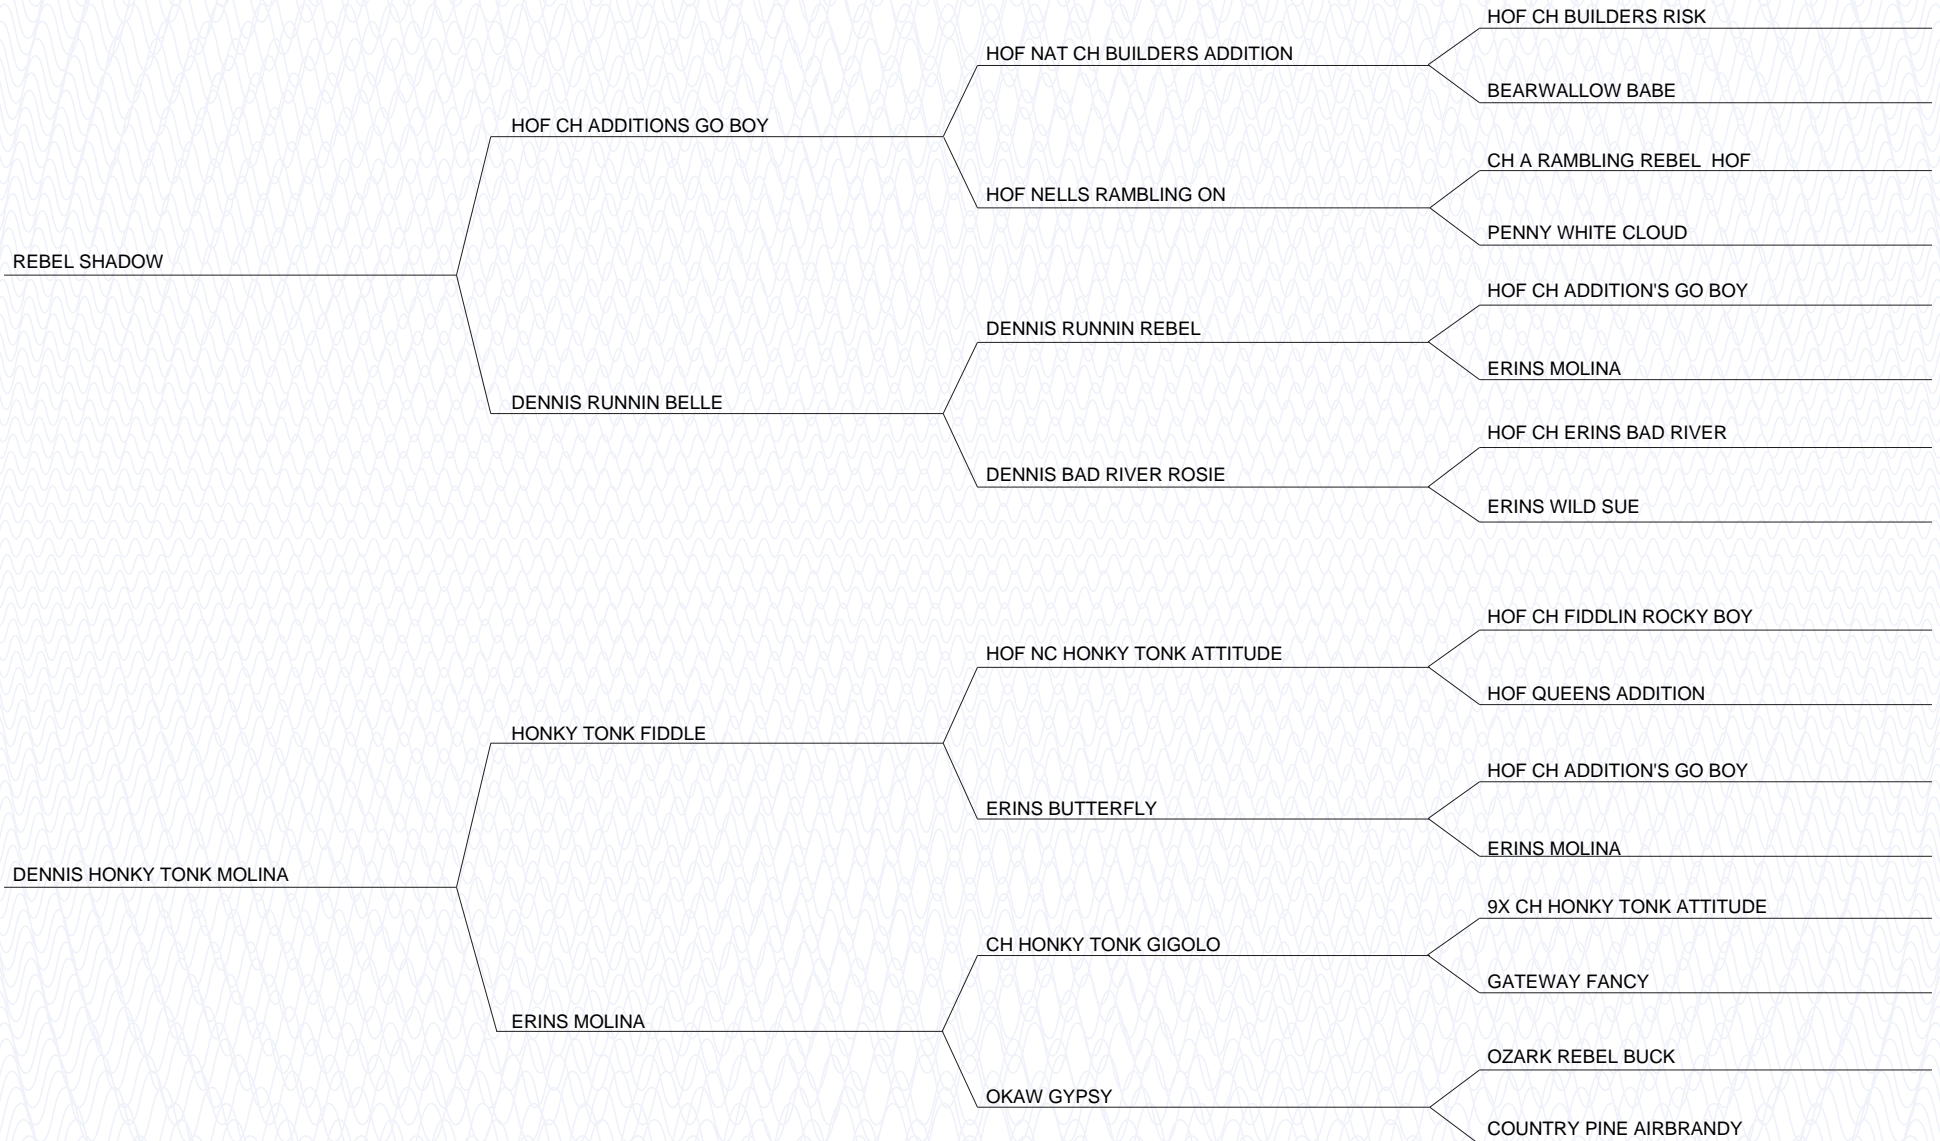 HOF CH BUILDERS RISK
HOF NAT CH BUILDERS ADDITION
BEARWALLOW BABE
HOF CH ADDITIONS GO BOY
CH A RAMBLING REBEL  HOF
HOF NELLS RAMBLING ON
PENNY WHITE CLOUD
REBEL SHADOW
HOF CH ADDITION'S GO BOY
DENNIS RUNNIN REBEL
ERINS MOLINA
DENNIS RUNNIN BELLE
HOF CH ERINS BAD RIVER
DENNIS BAD RIVER ROSIE
ERINS WILD SUE
HOF CH FIDDLIN ROCKY BOY
HOF NC HONKY TONK ATTITUDE
HOF QUEENS ADDITION
HONKY TONK FIDDLE
HOF CH ADDITION'S GO BOY
ERINS BUTTERFLY
ERINS MOLINA
DENNIS HONKY TONK MOLINA
9X CH HONKY TONK ATTITUDE
CH HONKY TONK GIGOLO
GATEWAY FANCY
ERINS MOLINA
OZARK REBEL BUCK
OKAW GYPSY
COUNTRY PINE AIRBRANDY